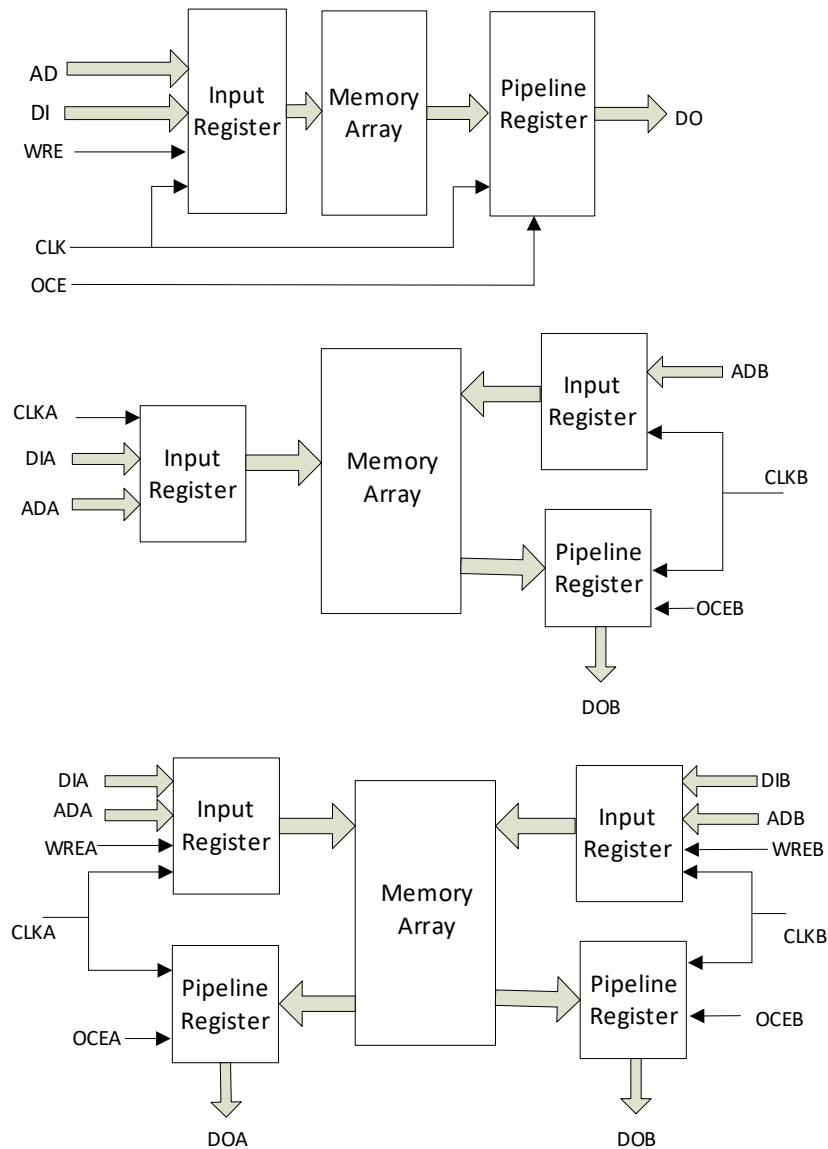 AD
DI
WRE
CLK
OCE
Input
Register
Memory
Array
Pipeline
Register
DO
CLKA
DIA
ADA
Input
Register
Memory
Array
Input
Register
ADB
CLKB
Pipeline
Register
OCEB
DOB
DIA
ADA
WREA
CLKA
OCEA
Input
Register
Pipeline
Register
DOA
Memory
Array
Input
Register
Pipeline
Register
DIB
ADB
WREB
CLKB
OCEB
DOB